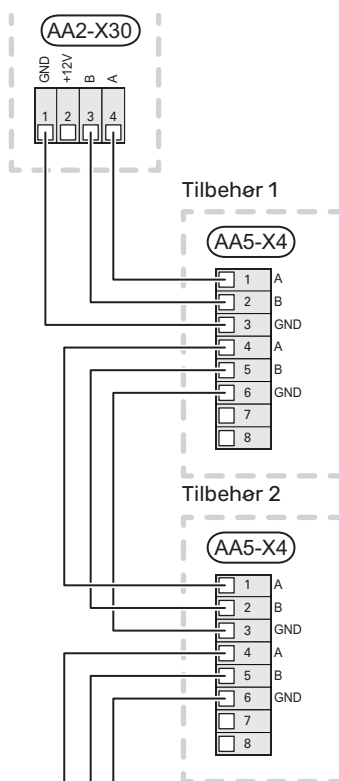 AA2-X30
GND
+12V
B
A
1 2 3 4
Tilbehør 1
AA5-X4
1 A
2 B
3 GND
4 A
5 B
6 GND
7
8
Tilbehør 2
AA5-X4
1 A
2 B
3 GND
4 A
5 B
6 GND
7
8